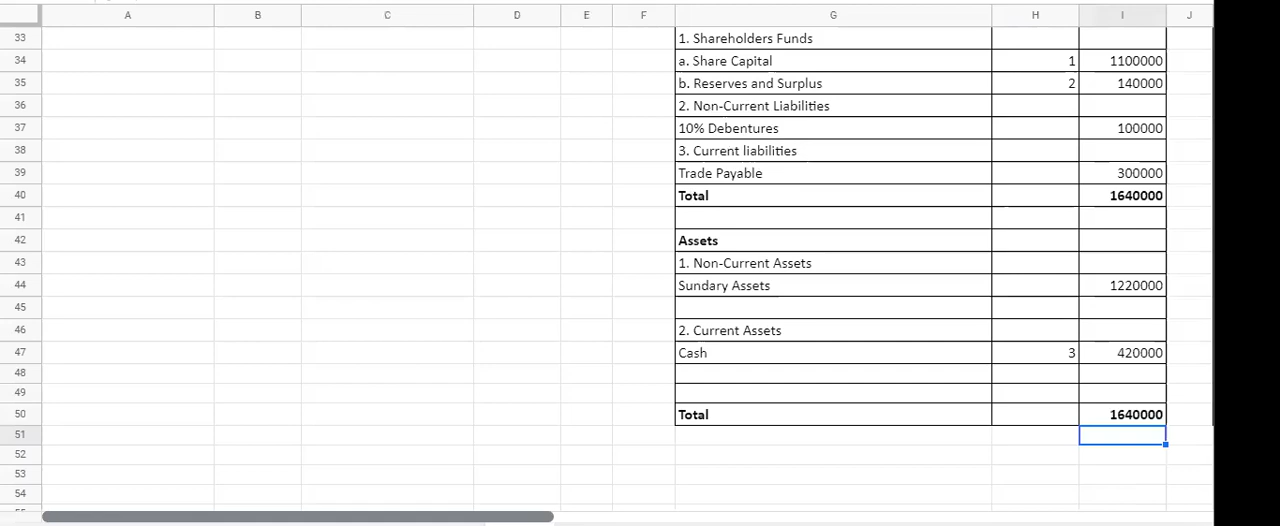 A B C D E F G H I J
33 1. Shareholders Funds
34 a. Share Capital 1 1100000
35 b. Reserves and Surplus 2 140000
36 2. Non-Current Liabilities
37 10% Debentures 100000
38 3. Current liabilities
39 Trade Payable 300000
40 Total 1640000
41
42 Assets
43 1. Non-Current Assets
44 Sundary Assets 1220000
45
46 2. Current Assets
47 Cash 3 420000
48
49
50 Total 1640000
51
52
53
54